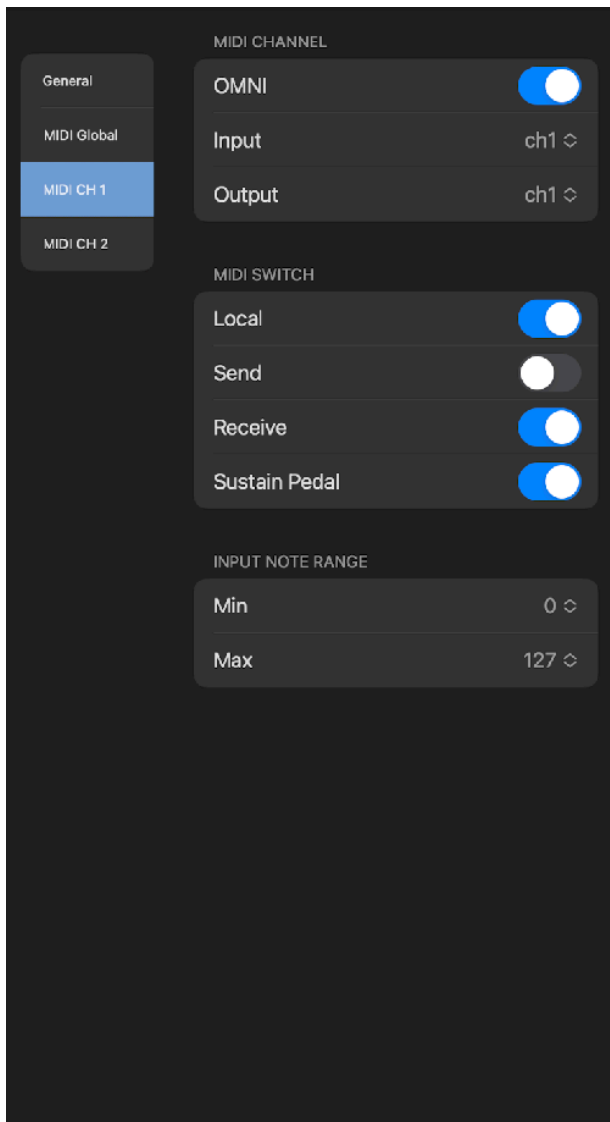 General
MIDI Global
MIDI CH 1
MIDI CH 2
MIDI CHANNEL
OMNI
Input ch1
Output ch1
MIDI SWITCH
Local
Send
Receive
Sustain Pedal
INPUT NOTE RANGE
Min 0
Max 127